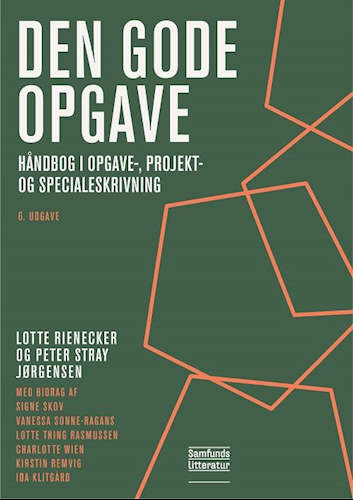 DEN GODE
OPGAVE
HÅNDBOG I OPGAVE-, PROJEKT-
OG SPECIALESKRIVNING
6. UDGAVE
LOTTE RIENECKER
OG PETER STRAY
JØRGENSEN
MED BIDRAG AF
SIGNE SKOV
VANESSA SONNE-RAGANS
LOTTE THING RASMUSSEN
CHARLOTTE WIEN
KIRSTIN REMVIG
IDA KLITGÅRD
Samfunds
Litteratur